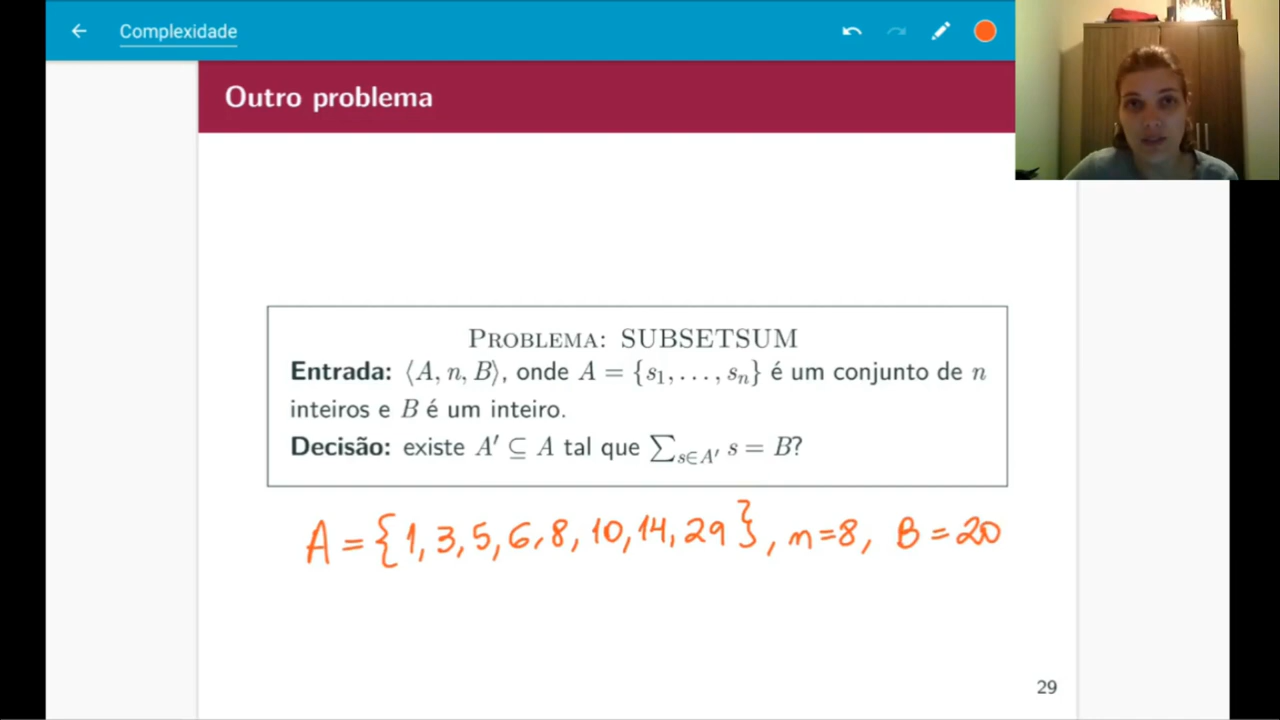 Complexidade
Outro problema
Problema: SUBSETSUM
Entrada: ⟨A, n, B⟩, onde A = {s₁, . . . , sₙ} é um conjunto de n
inteiros e B é um inteiro.
Decisão: existe A′ ⊆ A tal que ∑ₛ∈A′ s = B?
A = {1, 3, 5, 6, 8, 10, 14, 29}, n=8, B=20
29